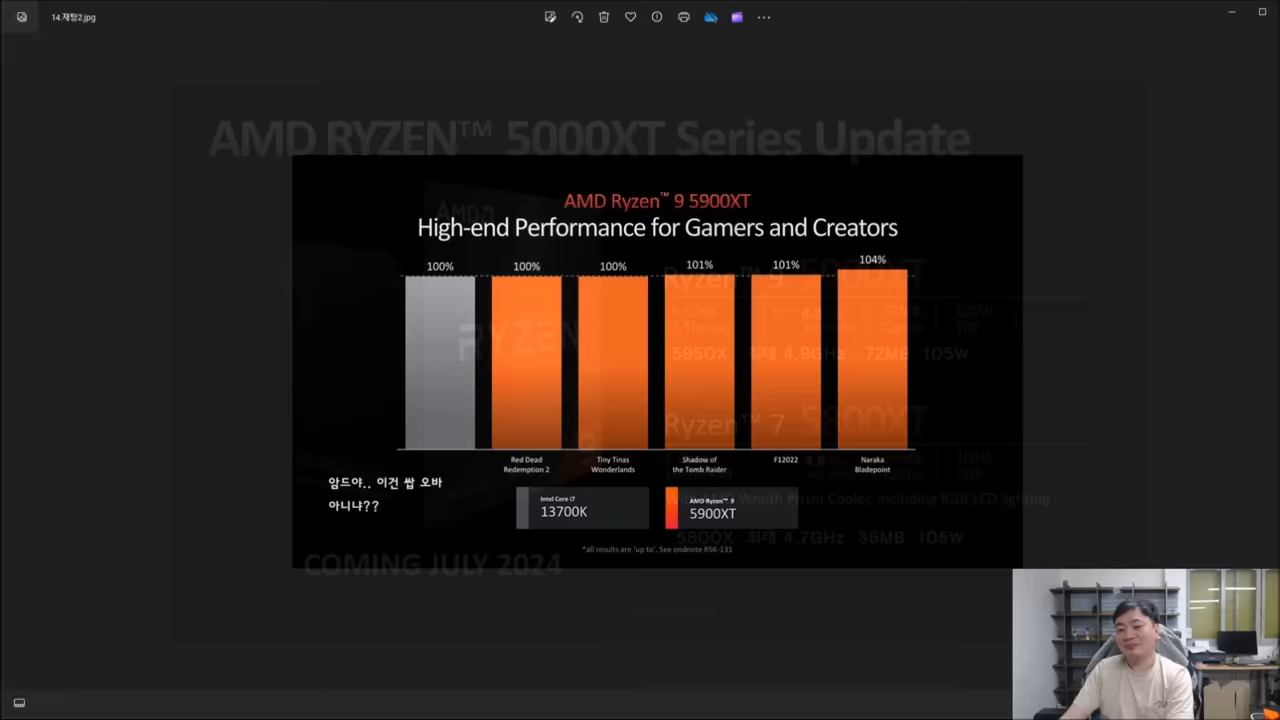 14.재탕2.jpg
AMD RYZEN™ 5000XT Series Update
AMD Ryzen™ 9 5900XT
High-end Performance for Gamers and Creators
100%
100%
100%
101%
101%
104%
RYZEN
5850X 최대 4.9GHz 72MB 105W
Ryzen™ 7 5800XT
Red Dead
Redemption 2
Tiny Tinas
Wonderlands
Shadow of
the Tomb Raider
F12022
Naraka
Bladepoint
암드야.. 이건 쌉 오바
아니냐??
Intel Core i7
13700K
AMD Ryzen™ 9
5900XT
Wraith Prism Cooler, including RGB LED lighting
5800X 최대 4.7GHz 36MB 105W
*all results are 'up to'. See endnote R5K-131
COMING JULY 2024